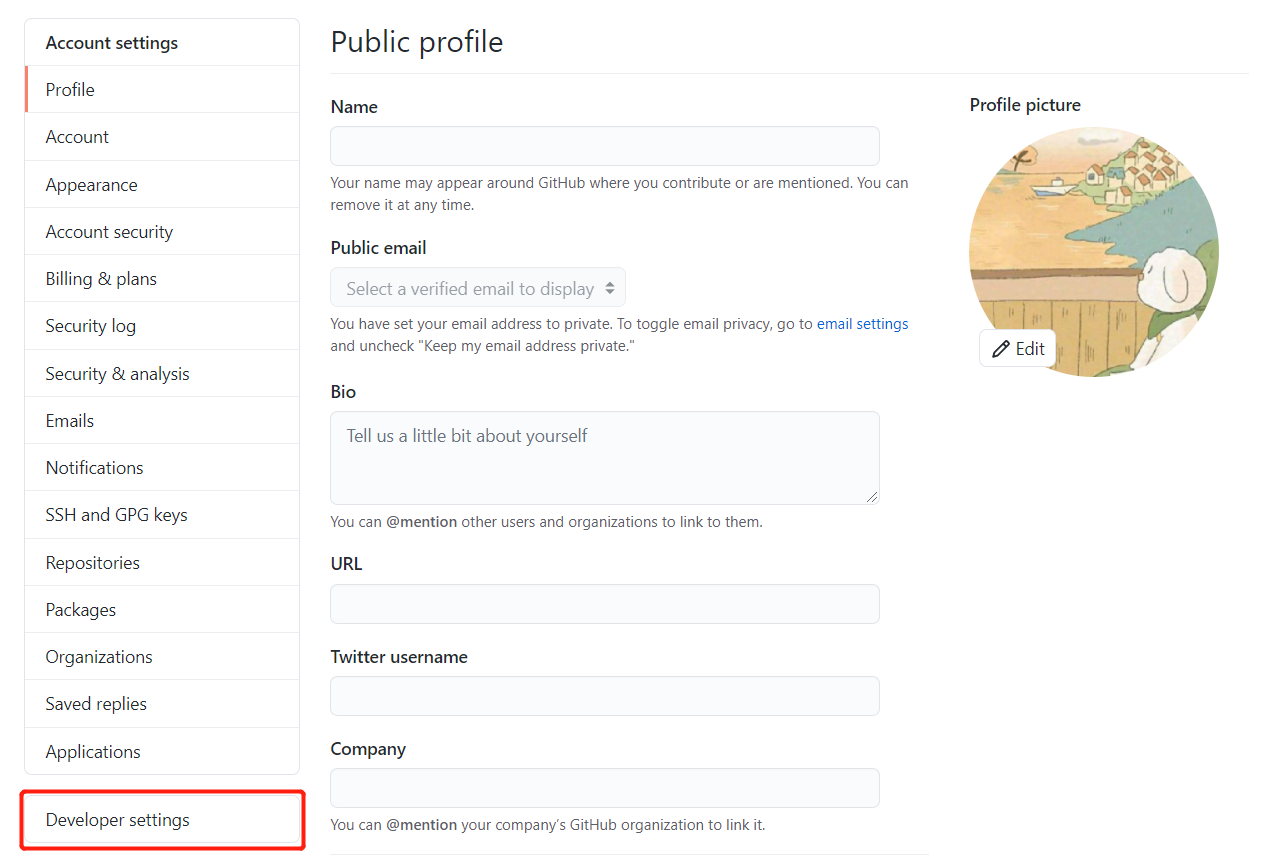 Account settings
Profile
Account
Appearance
Account security
Billing & plans
Security log
Security & analysis
Emails
Notifications
SSH and GPG keys
Repositories
Packages
Organizations
Saved replies
Applications
Developer settings
Public profile
Name
Your name may appear around GitHub where you contribute or are mentioned. You can
remove it at any time.
Public email
Select a verified email to display
You have set your email address to private. To toggle email privacy, go to email settings
and uncheck "Keep my email address private."
Bio
Tell us a little bit about yourself
You can @mention other users and organizations to link to them.
URL
Twitter username
Company
You can @mention your company's GitHub organization to link it.
Profile picture
Edit